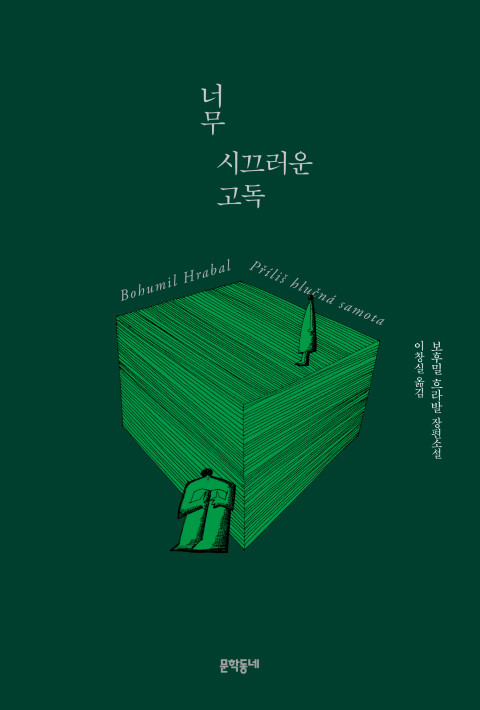 너
무
시끄러운
고독
Bohumil Hrabal
Příliš hlučná samota
보후밀 흐라발 장편소설
이창실 옮김
문학동네